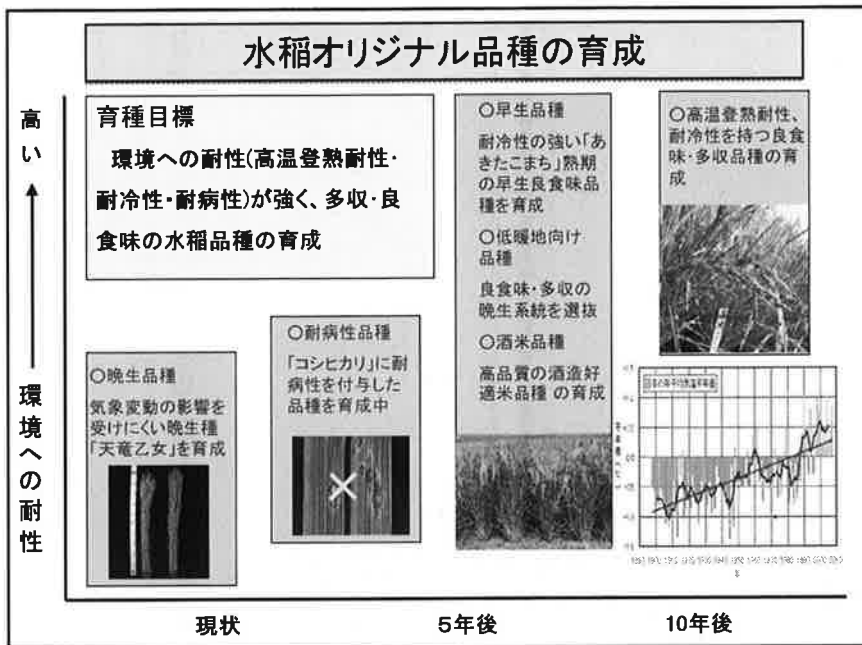 水稲オリジナル品種の育成
高い
環境への耐性
育種目標
環境への耐性(高温登熟耐性・
耐冷性・耐病性)が強く、多収・良
食味の水稲品種の育成
○晩生品種
気象変動の影響を
受けにくい晩生種
「天竜乙女」を育成
○耐病性品種
「コシヒカリ」に耐
病性を付与した
品種を育成中
○早生品種
耐冷性の強い「あ
きたこまち」熟期
の早生良食味品
種を育成
○低暖地向け
品種
良食味・多収の
晩生系統を選抜
○酒米品種
高品質の酒造好
適米品種 の育成
○高温登熟耐性、
耐冷性を持つ良食
味・多収品種の育
成
現状
5年後
10年後